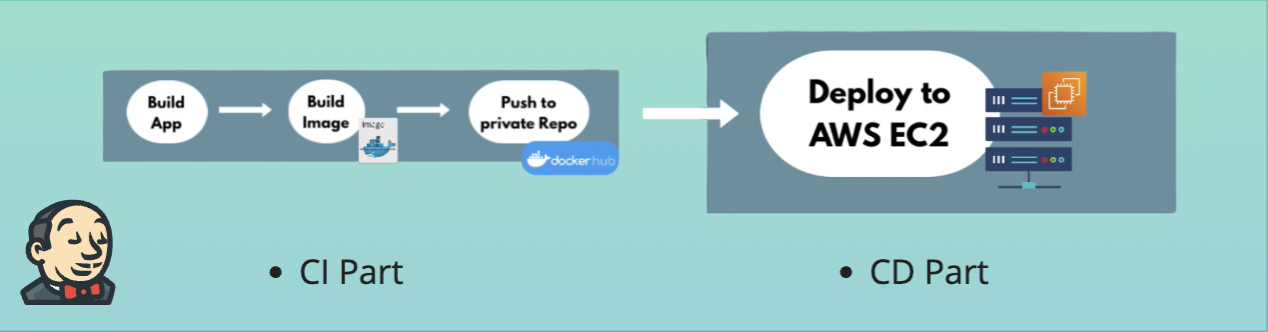 Build
App
Build
Image
Image
Push to
private Repo
dockerhub
Deploy to
AWS EC2
• CI Part
• CD Part